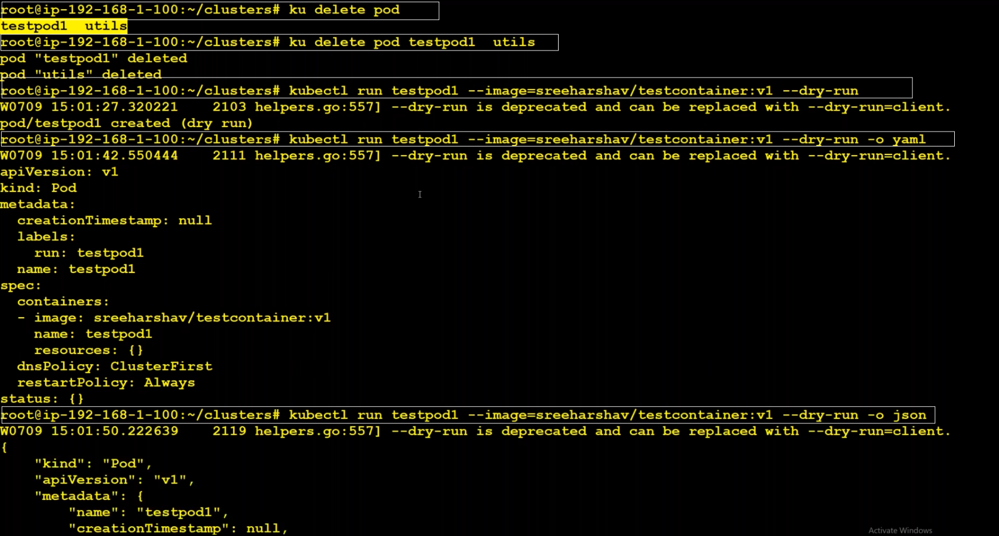 root@ip-192-168-1-100:~/clusters# ku delete pod
testpod1  utils
root@ip-192-168-1-100:~/clusters# ku delete pod testpod1  utils
pod "testpod1" deleted
pod "utils" deleted
root@ip-192-168-1-100:~/clusters# kubectl run testpod1 --image=sreeharshav/testcontainer:v1 --dry-run
W0709 15:01:27.320221    2103 helpers.go:557] --dry-run is deprecated and can be replaced with --dry-run=client.
pod/testpod1 created (dry run)
root@ip-192-168-1-100:~/clusters# kubectl run testpod1 --image=sreeharshav/testcontainer:v1 --dry-run -o yaml
W0709 15:01:42.550444    2111 helpers.go:557] --dry-run is deprecated and can be replaced with --dry-run=client.
apiVersion: v1
kind: Pod
metadata:
  creationTimestamp: null
  labels:
    run: testpod1
  name: testpod1
spec:
  containers:
  - image: sreeharshav/testcontainer:v1
    name: testpod1
    resources: {}
  dnsPolicy: ClusterFirst
  restartPolicy: Always
status: {}
root@ip-192-168-1-100:~/clusters# kubectl run testpod1 --image=sreeharshav/testcontainer:v1 --dry-run -o json
W0709 15:01:50.222639    2119 helpers.go:557] --dry-run is deprecated and can be replaced with --dry-run=client.
{
    "kind": "Pod",
    "apiVersion": "v1",
    "metadata": {
        "name": "testpod1",
        "creationTimestamp": null,
Activate Windows